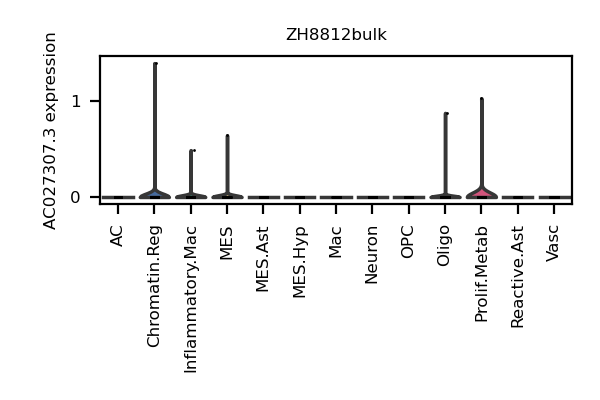 ZH8812bulk
AC027307.3 expression
1
0
AC
Chromatin.Reg
Inflammatory.Mac
MES
MES.Ast
MES.Hyp
Mac
Neuron
OPC
Oligo
Prolif.Metab
Reactive.Ast
Vasc